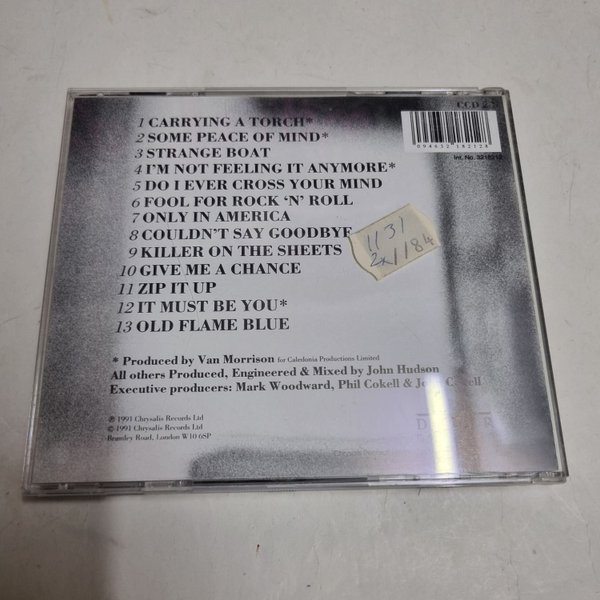 CCD
094632 182128
Int. No. 3218212
1 CARRYING A TORCH*
2 SOME PEACE OF MIND*
3 STRANGE BOAT
4 I'M NOT FEELING IT ANYMORE*
5 DO I EVER CROSS YOUR MIND
6 FOOL FOR ROCK 'N' ROLL
7 ONLY IN AMERICA
8 COULDN'T SAY GOODBYE
9 KILLER ON THE SHEETS
10 GIVE ME A CHANCE
11 ZIP IT UP
12 IT MUST BE YOU*
13 OLD FLAME BLUE
1131
2x1184
* Produced by Van Morrison for Caledonia Productions Limited
All others Produced, Engineered & Mixed by John Hudson
Executive producers: Mark Woodward, Phil Cokell &
℗ 1991 Chrysalis Records Ltd
© 1991 Chrysalis Records Ltd
Bramley Road, London W10 6SP